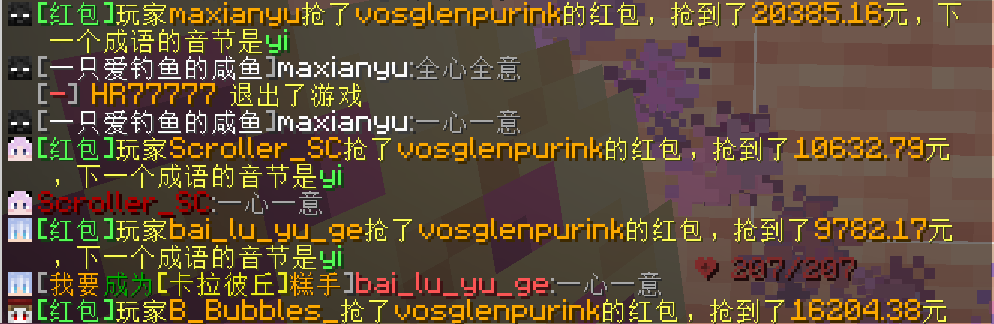 [红包]玩家maxianyu抢了vosglenpurink的红包，抢到了20385.16元，下
一个成语的音节是yi
[一只爱钓鱼的咸鱼]maxianyu:全心全意
[-] HR77777 退出了游戏
[一只爱钓鱼的咸鱼]maxianyu:一心一意
[红包]玩家Scroller_SC抢了vosglenpurink的红包，抢到了10632.79元
，下一个成语的音节是yi
Scroller_SC:一心一意
[红包]玩家bai_lu_yu_ge抢了vosglenpurink的红包，抢到了9782.17元，
下一个成语的音节是yi
207/207
[我要成为[卡拉彼丘]糕手]bai_lu_yu_ge:一心一意
[红包]玩家B_Bubbles_抢了vosglenpurink的红包，抢到了16204.38元